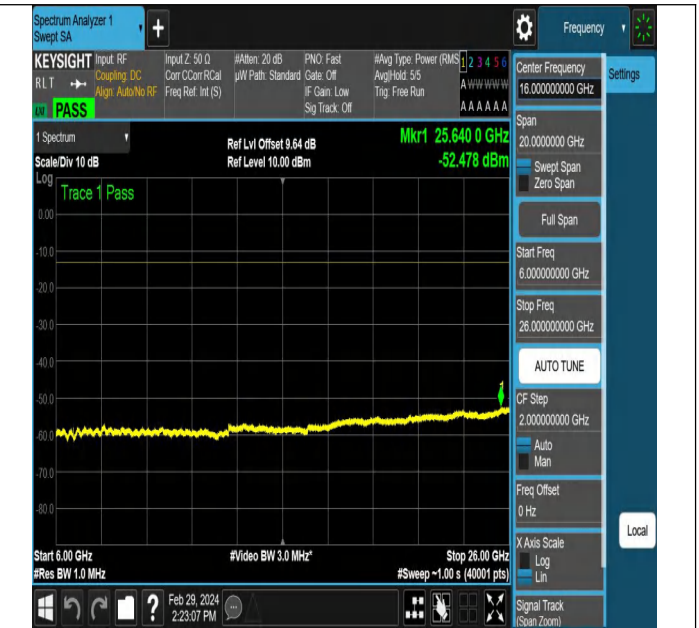 Spectrum Analyzer 1
Swept SA
+
Frequency
KEYSIGHT
RLT
PASS
Input: RF
Coupling: DC
Align: Auto/No RF
Input Z: 50 Ω
Corr CCorr RCal
Freq Ref: Int (S)
#Atten: 20 dB
µW Path: Standard
PNO: Fast
Gate: Off
IF Gain: Low
Sig Track: Off
#Avg Type: Power (RMS
Avg|Hold: 5/5
Trig: Free Run
1 2 3 4 5 6
A W W W W W
A A A A A A
1 Spectrum
Scale/Div 10 dB
Ref Lvl Offset 9.64 dB
Ref Level 10.00 dBm
Mkr1 25.640 0 GHz
-52.478 dBm
Log
Trace 1 Pass
0.00
-10.0
-20.0
-30.0
-40.0
-50.0
-60.0
-70.0
-80.0
1
Start 6.00 GHz
#Res BW 1.0 MHz
#Video BW 3.0 MHz*
Stop 26.00 GHz
#Sweep ~1.00 s (40001 pts)
Center Frequency
16.000000000 GHz
Settings
Span
20.0000000 GHz
Swept Span
Zero Span
Full Span
Start Freq
6.000000000 GHz
Stop Freq
26.000000000 GHz
AUTO TUNE
CF Step
2.000000000 GHz
Auto
Man
Freq Offset
0 Hz
X Axis Scale
Log
Lin
Local
Signal Track
(Span Zoom)
?
Feb 29, 2024
2:23:07 PM